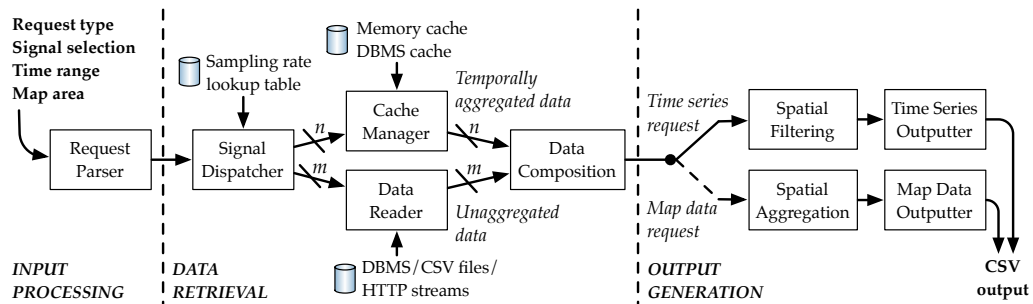 Request type
Signal selection
Time range
Map area
Request
Parser
INPUT
PROCESSING
Sampling rate
lookup table
Signal
Dispatcher
n
m
Memory cache
DBMS cache
Cache
Manager
Temporally
aggregated data
n
m
Data
Reader
Unaggregated
data
DBMS/CSV files/
HTTP streams
Data
Composition
DATA
RETRIEVAL
Time series
request
Map data
request
Spatial
Filtering
Time Series
Outputter
Spatial
Aggregation
Map Data
Outputter
OUTPUT
GENERATION
CSV
output